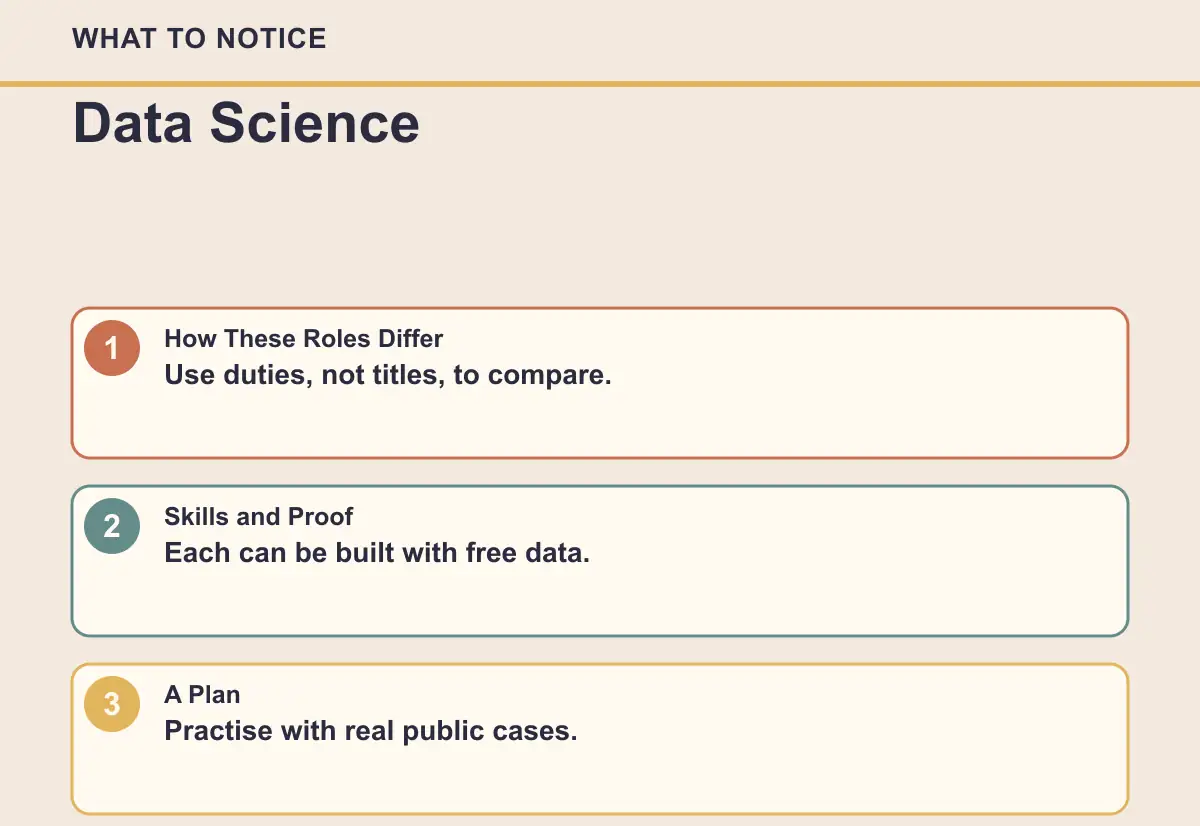 WHAT TO NOTICE
Data Science
1
How These Roles Differ
Use duties, not titles, to compare.
2
Skills and Proof
Each can be built with free data.
3
A Plan
Practise with real public cases.